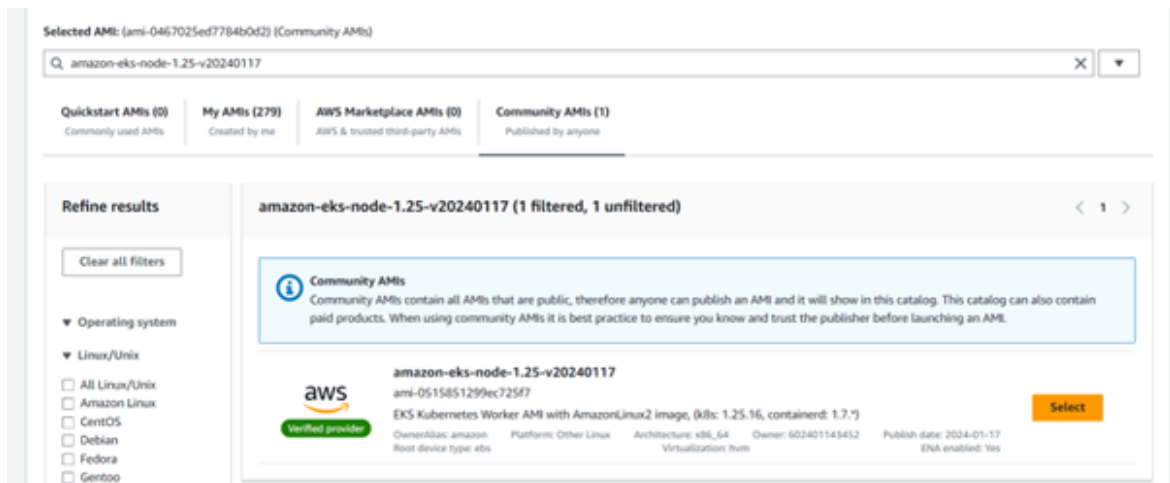 Selected AMI: (ami-0467025ed7784b0d2) (Community AMIs)
amazon-eks-node-1.25-v20240117
Quickstart AMIs (0)
Commonly used AMIs
My AMIs (279)
Created by me
AWS Marketplace AMIs (0)
AWS & trusted third-party AMIs
Community AMIs (1)
Published by anyone
Refine results
Clear all filters
Operating system
Linux/Unix
All Linux/Unix
Amazon Linux
CentOS
Debian
Fedora
Gentoo
amazon-eks-node-1.25-v20240117 (1 filtered, 1 unfiltered)
1
Community AMIs
Community AMIs contain all AMIs that are public, therefore anyone can publish an AMI and it will show in this catalog. This catalog can also contain
paid products. When using community AMIs it is best practice to ensure you know and trust the publisher before launching an AMI.
aws
Verified provider
amazon-eks-node-1.25-v20240117
ami-0515851299ec725f7
EKS Kubernetes Worker AMI with AmazonLinux2 image, (k8s: 1.25.16, containerd: 1.7.*)
OwnerAlias: amazon Platform: Other Linux Architecture: x86_64 Owner: 602401143452 Publish date: 2024-01-17
Root device type: ebs Virtualization: hvm ENA enabled: Yes
Select